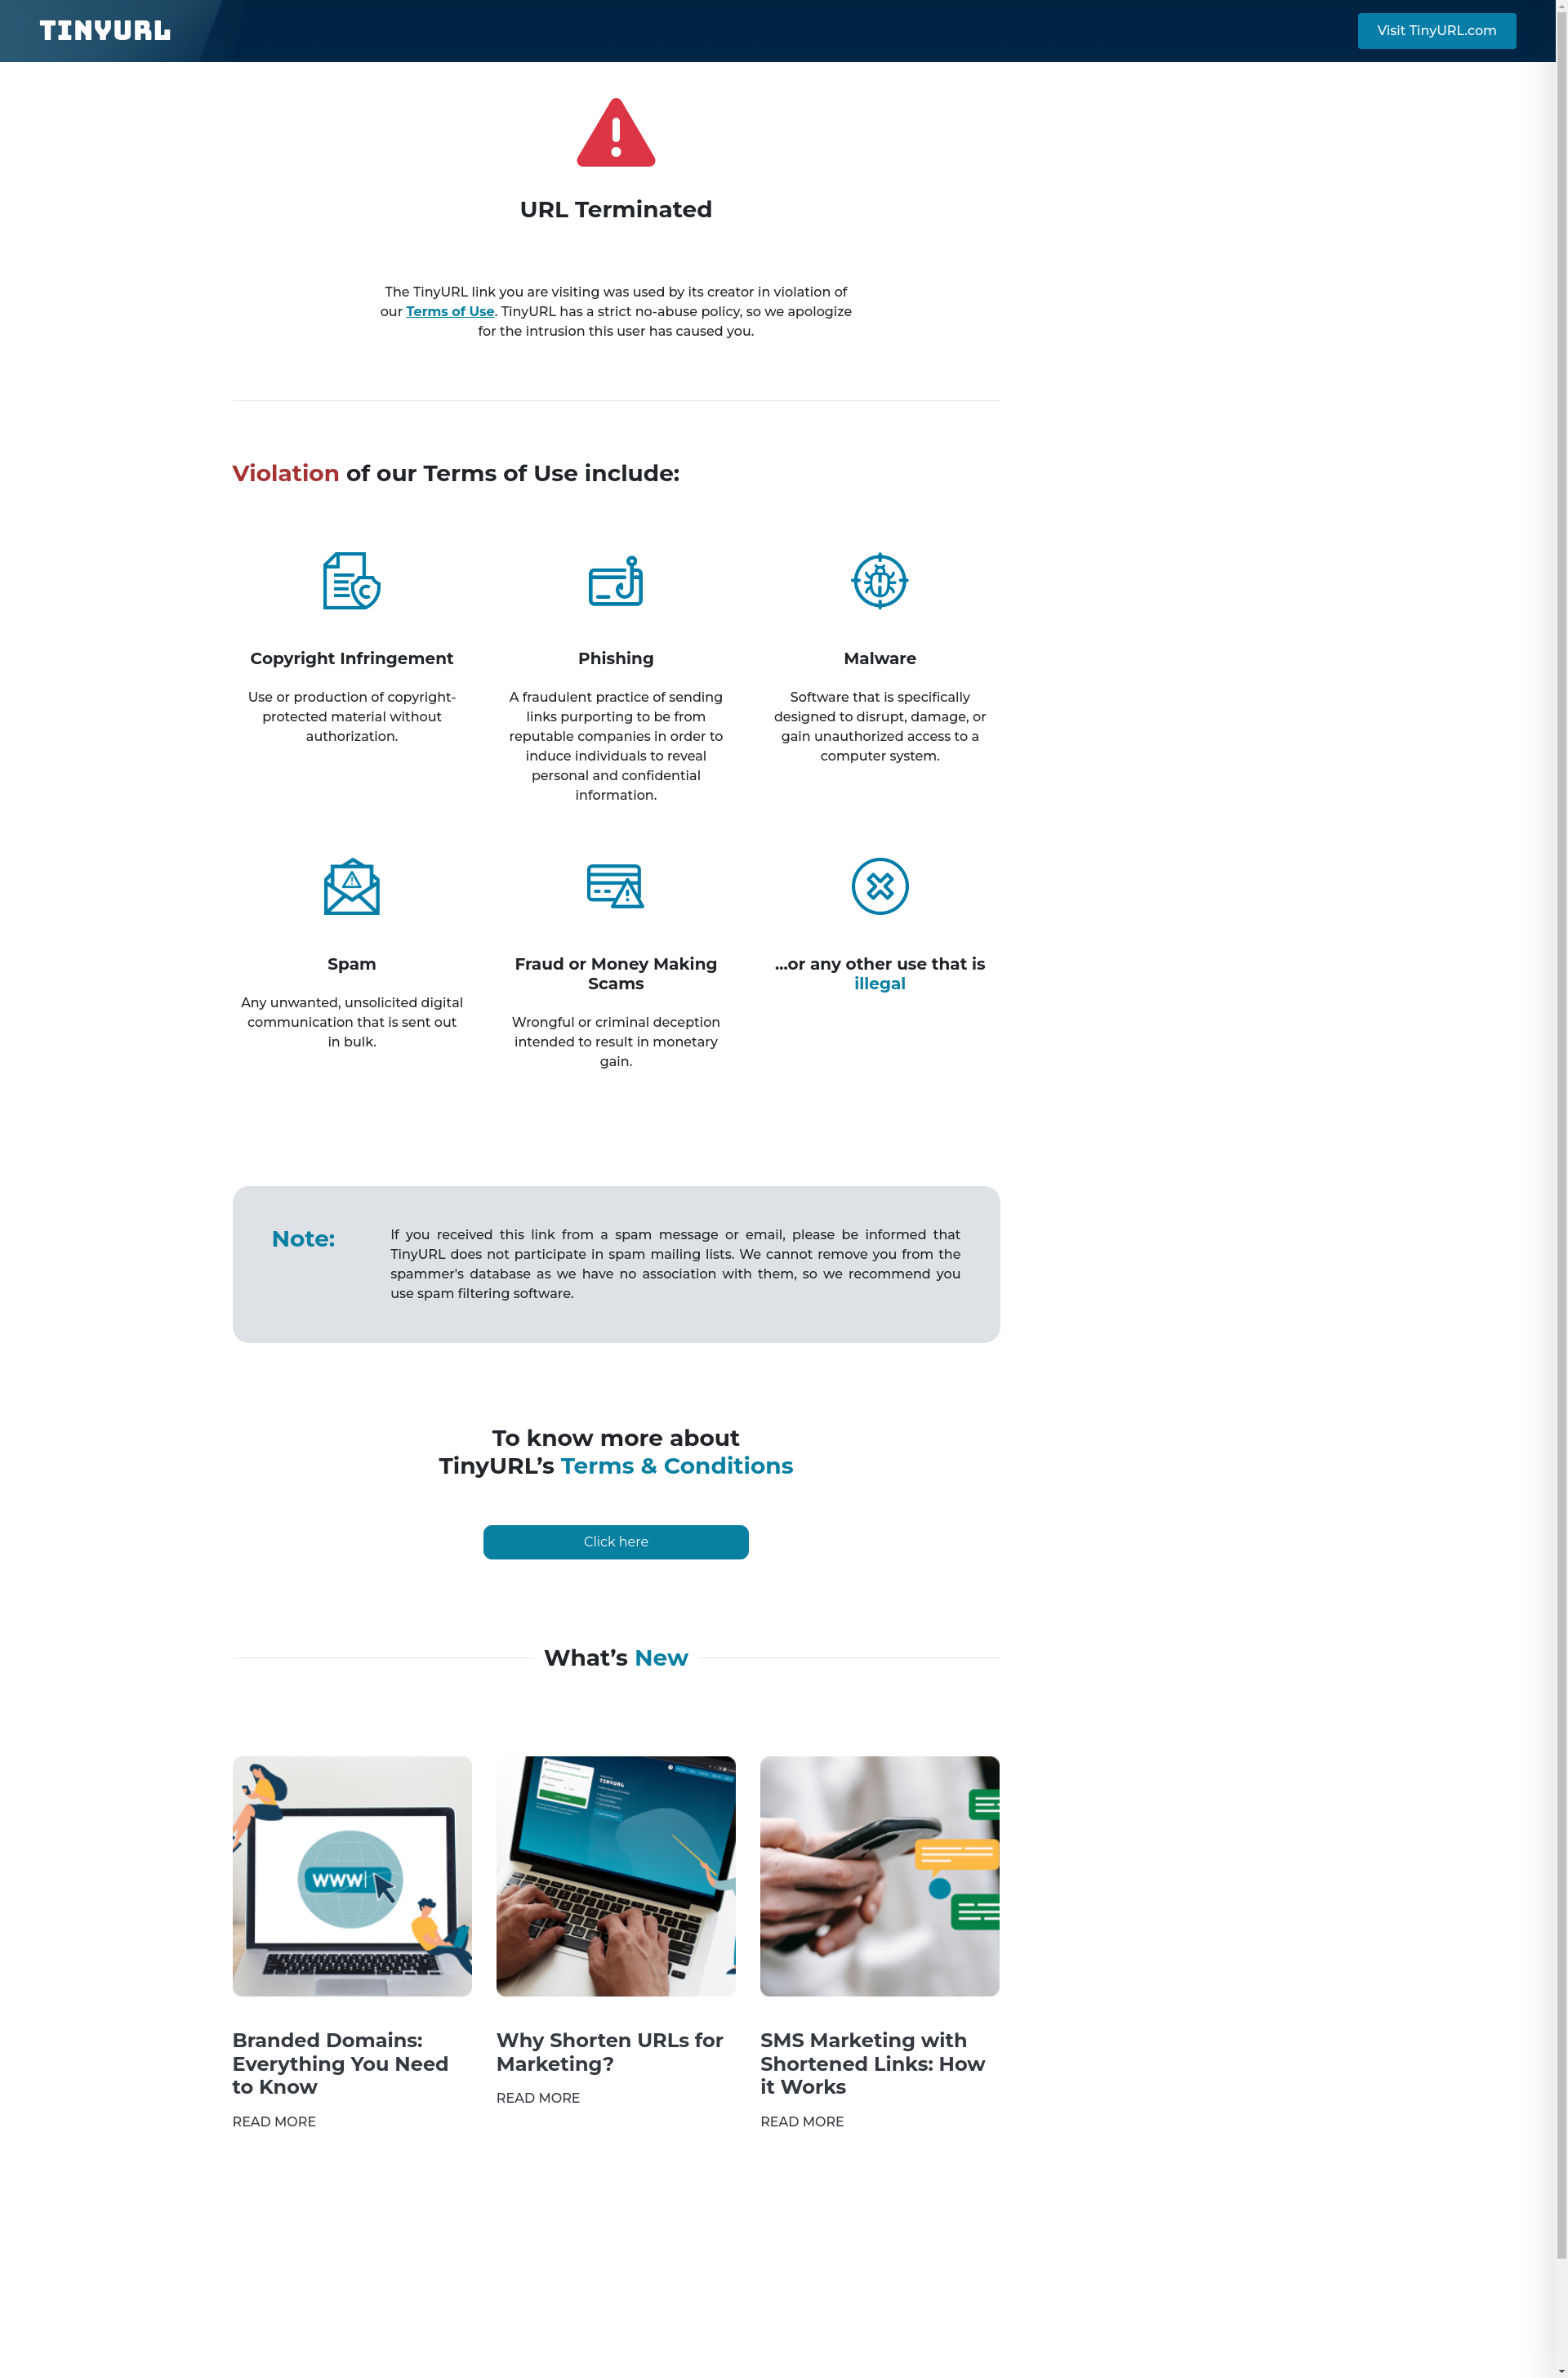 TINYURL
Visit TinyURL.com
URL Terminated
The TinyURL link you are visiting was used by its creator in violation of
our Terms of Use. TinyURL has a strict no-abuse policy, so we apologize
for the intrusion this user has caused you.
Violation of our Terms of Use include:
Copyright Infringement
Use or production of copyright-
protected material without
authorization.
Phishing
A fraudulent practice of sending
links purporting to be from
reputable companies in order to
induce individuals to reveal
personal and confidential
information.
Malware
Software that is specifically
designed to disrupt, damage, or
gain unauthorized access to a
computer system.
Spam
Any unwanted, unsolicited digital
communication that is sent out
in bulk.
Fraud or Money Making
Scams
Wrongful or criminal deception
intended to result in monetary
gain.
...or any other use that is
illegal
Note:
If you received this link from a spam message or email, please be informed that
TinyURL does not participate in spam mailing lists. We cannot remove you from the
spammer's database as we have no association with them, so we recommend you
use spam filtering software.
To know more about
TinyURL’s Terms & Conditions
Click here
What’s New
WWW
TINYURL
Branded Domains:
Everything You Need
to Know
READ MORE
Why Shorten URLs for
Marketing?
READ MORE
SMS Marketing with
Shortened Links: How
it Works
READ MORE